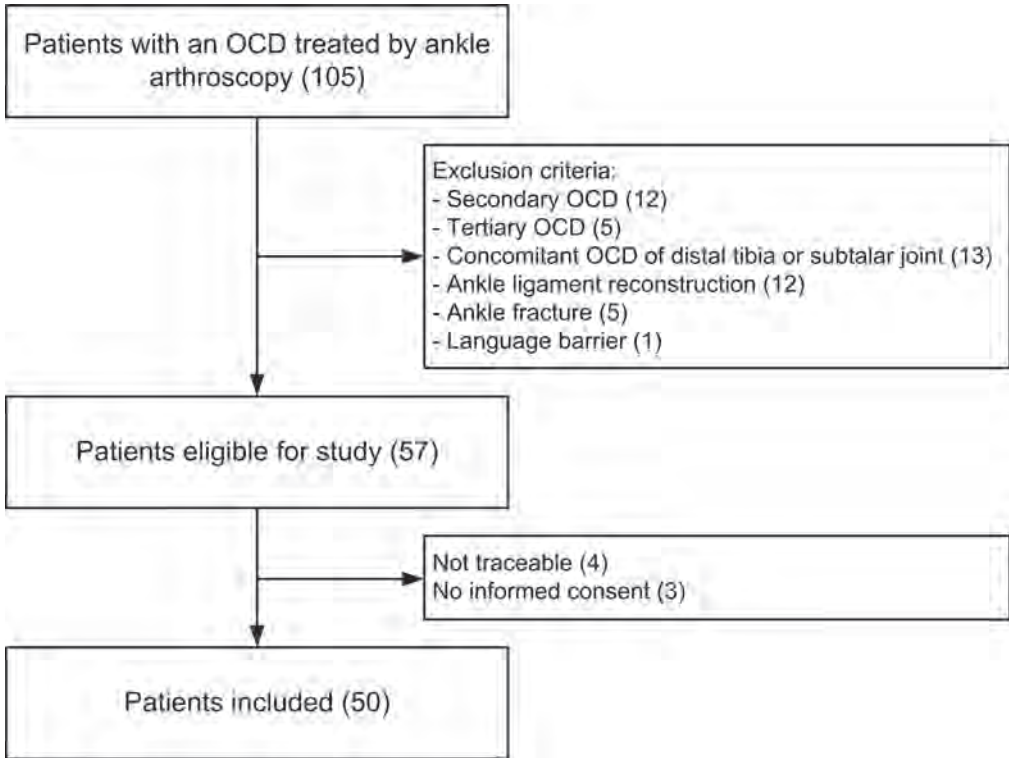 Patients with an OCD treated by ankle
arthroscopy (105)
Exclusion criteria:
- Secondary OCD (12)
- Tertiary OCD (5)
- Concomitant OCD of distal tibia or subtalar joint (13)
- Ankle ligament reconstruction (12)
- Ankle fracture (5)
- Language barrier (1)
Patients eligible for study (57)
Not traceable (4)
No informed consent (3)
Patients included (50)